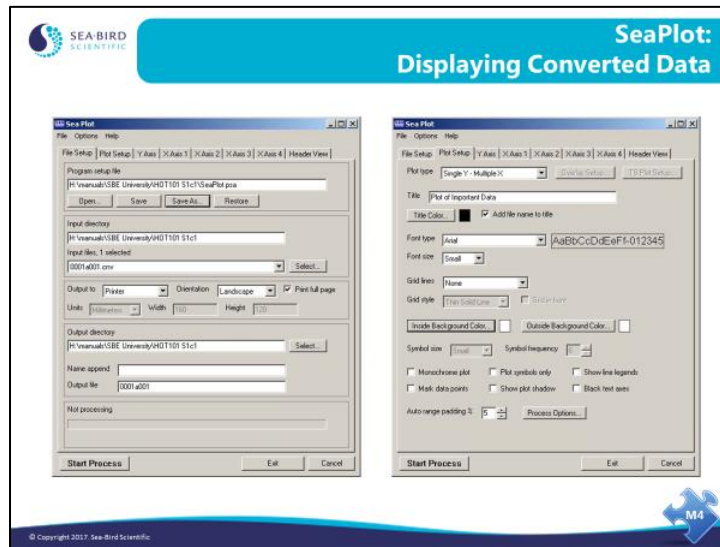 SEA·BIRD
SCIENTIFIC
SeaPlot:
Displaying Converted Data
Sea Plot
File Options Help
File Setup Plot Setup Y Axis X Axis 1 X Axis 2 X Axis 3 X Axis 4 Header View
Program setup file
H:\manuals\SBE University\HOT101 S1c1\SeaPlot.psa
Open... Save Save As... Restore
Input directory
H:\manuals\SBE University\HOT101 S1c1
Input files, 1 selected
0001a001.cnv Select...
Output to Printer Orientation Landscape Print full page
Units Millimeters Width 160 Height 120
Output directory
H:\manuals\SBE University\HOT101 S1c1 Select...
Name append
Output file 0001a001
Not processing
Start Process Exit Cancel
Sea Plot
File Options Help
File Setup Plot Setup Y Axis X Axis 1 X Axis 2 X Axis 3 X Axis 4 Header View
Plot type Single Y - Multiple X Overlay Setup... TS Plot Setup...
Title Plot of Important Data
Title Color... Add file name to title
Font type Arial AaBbCcDdEeFf-012345
Font size Small
Grid lines None
Grid style Thin Solid Line
Inside Background Color... Outside Background Color...
Symbol size Small Symbol frequency
Monochrome plot Plot symbols only Show line legends
Mark data points Show plot shadow Black text axes
Auto range padding % 5 Process Options...
Start Process Exit Cancel
M4
© Copyright 2017. Sea-Bird Scientific